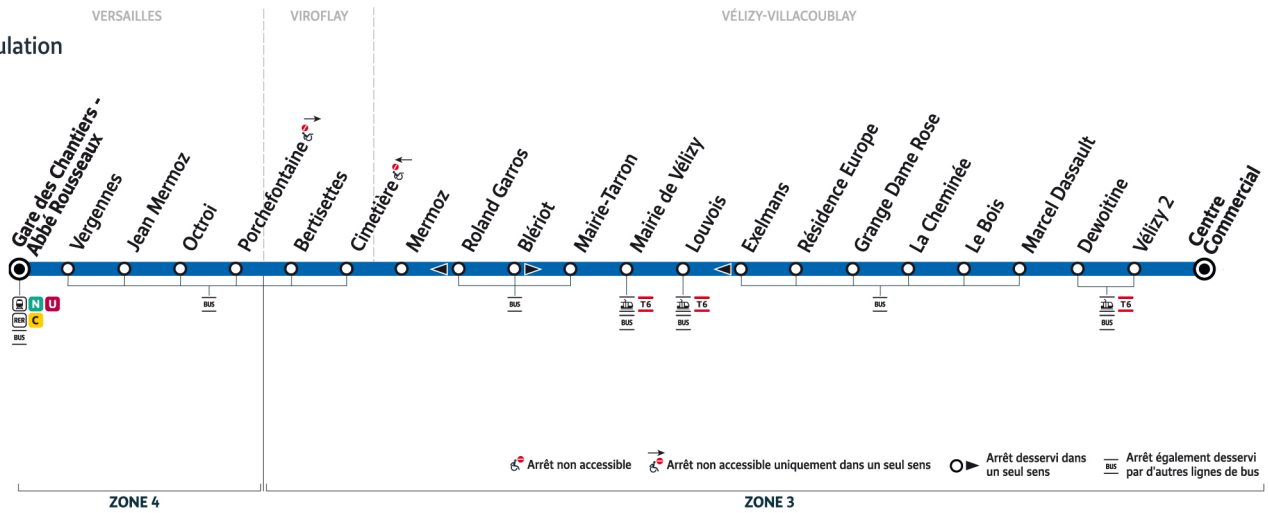 VERSAILLES
VIROFLAY
VÉLIZY-VILLACOUBLAY
Gare des Chantiers -
Abbé Rousseaux
Vergennes
Jean Mermoz
Octroi
Porchefontaine
Bertisettes
Cimetière
Mermoz
Roland Garros
Blériot
Mairie-Tarron
Mairie de Vélizy
Louvois
Exelmans
Résidence Europe
Grange Dame Rose
La Cheminée
Le Bois
Marcel Dassault
Dewoitine
Vélizy 2
Centre
Commercial
N U
RER C
BUS
BUS
BUS
T6
BUS
T6
BUS
BUS
T6
BUS
Arrêt non accessible
Arrêt non accessible uniquement dans un seul sens
Arrêt desservi dans
un seul sens
BUS
Arrêt également desservi
par d'autres lignes de bus
ZONE 4
ZONE 3